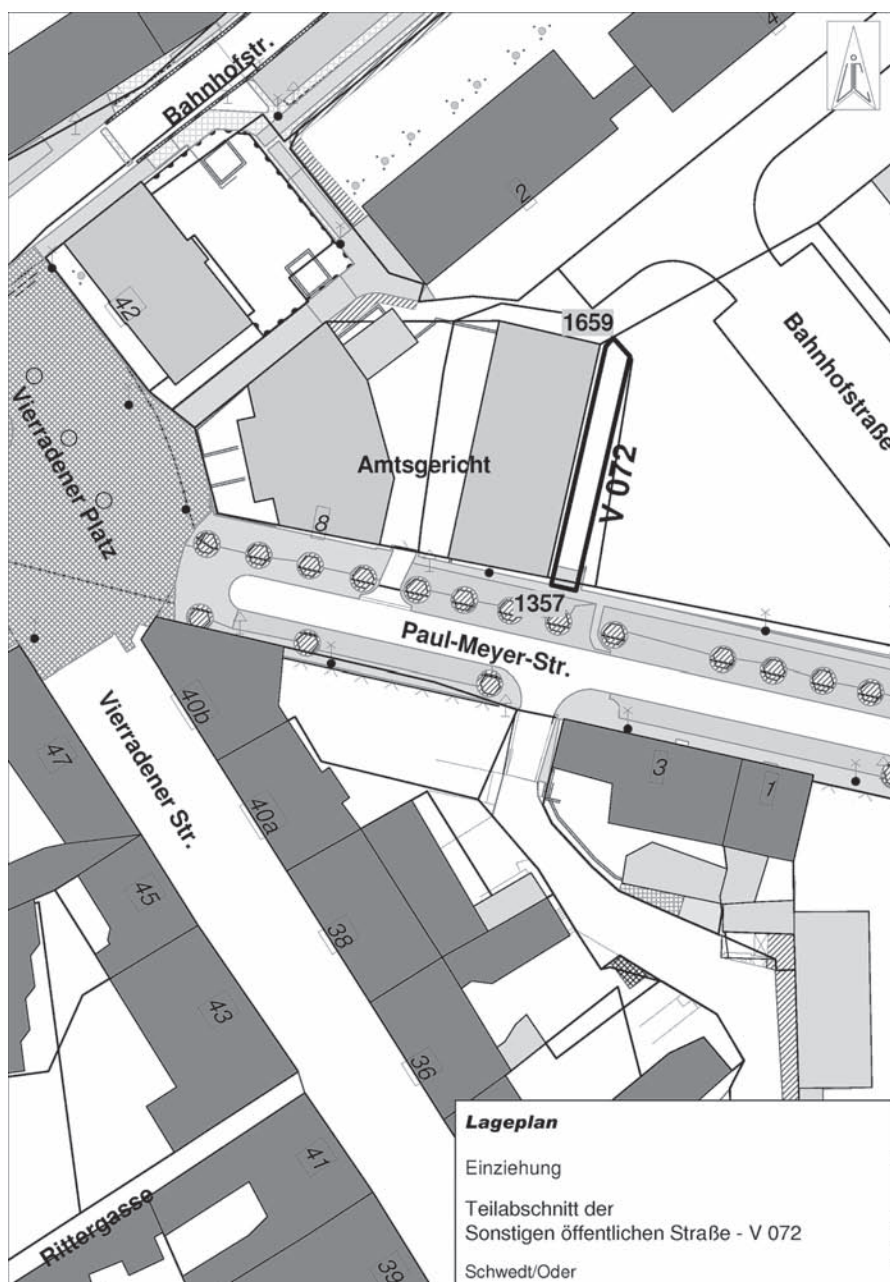 Bahnhofstr.
4
2
42
1659
Bahnhofstraße
Vierradener Platz
Amtsgericht
V 072
8
1357
Paul-Meyer-Str.
40b
Vierradener Str.
47
3
1
40a
45
38
43
36
41
Rittergasse
39
Lageplan
Einziehung
Teilabschnitt der
Sonstigen öffentlichen Straße - V 072
Schwedt/Oder